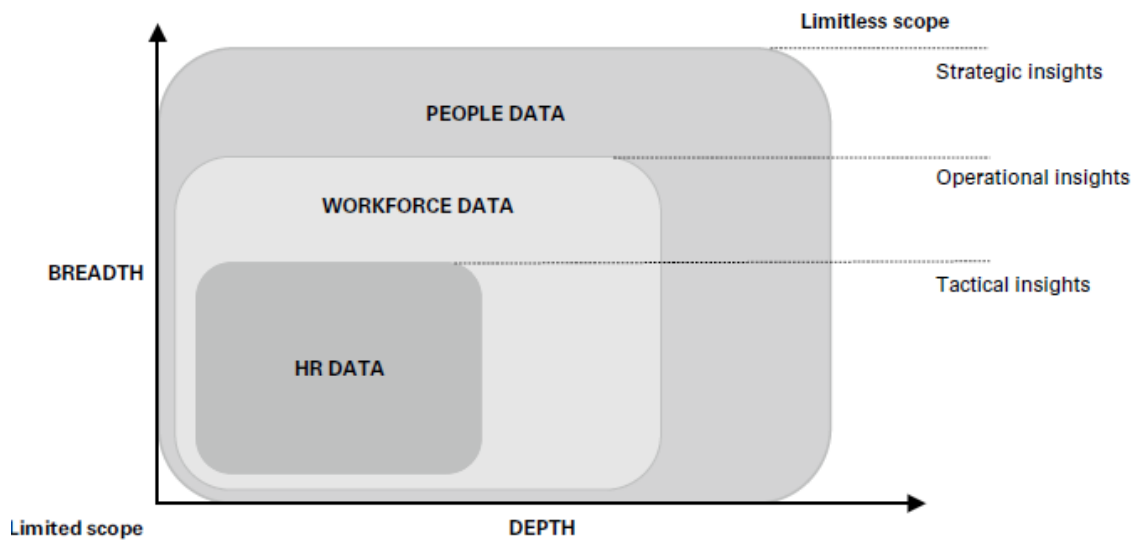 Limitless scope
Strategic insights
PEOPLE DATA
Operational insights
WORKFORCE DATA
BREADTH
Tactical insights
HR DATA
Limited scope
DEPTH